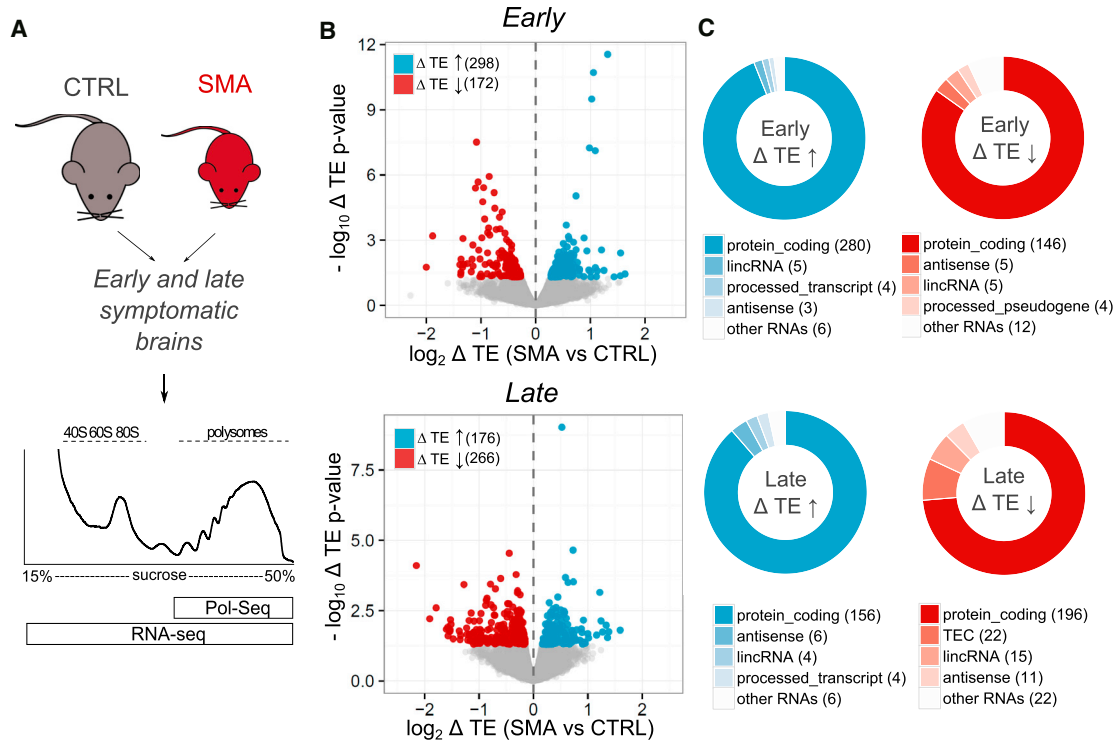 A
CTRL
SMA
Early and late
symptomatic
brains
40S 60S 80S
polysomes
15%
sucrose
50%
Pol-Seq
RNA-seq
B
Early
Δ TE ↑(298)
Δ TE ↓(172)
12
9
6
3
0
- log10 Δ TE p-value
−2
−1
0
1
2
log2 Δ TE (SMA vs CTRL)
Late
Δ TE ↑(176)
Δ TE ↓(266)
7.5
5.0
2.5
0.0
- log10 Δ TE p-value
−2
−1
0
1
2
log2 Δ TE (SMA vs CTRL)
C
Early
Δ TE ↑
protein_coding (280)
lincRNA (5)
processed_transcript (4)
antisense (3)
other RNAs (6)
Early
Δ TE ↓
protein_coding (146)
antisense (5)
lincRNA (5)
processed_pseudogene (4)
other RNAs (12)
Late
Δ TE ↑
protein_coding (156)
antisense (6)
lincRNA (4)
processed_transcript (4)
other RNAs (6)
Late
Δ TE ↓
protein_coding (196)
TEC (22)
lincRNA (15)
antisense (11)
other RNAs (22)